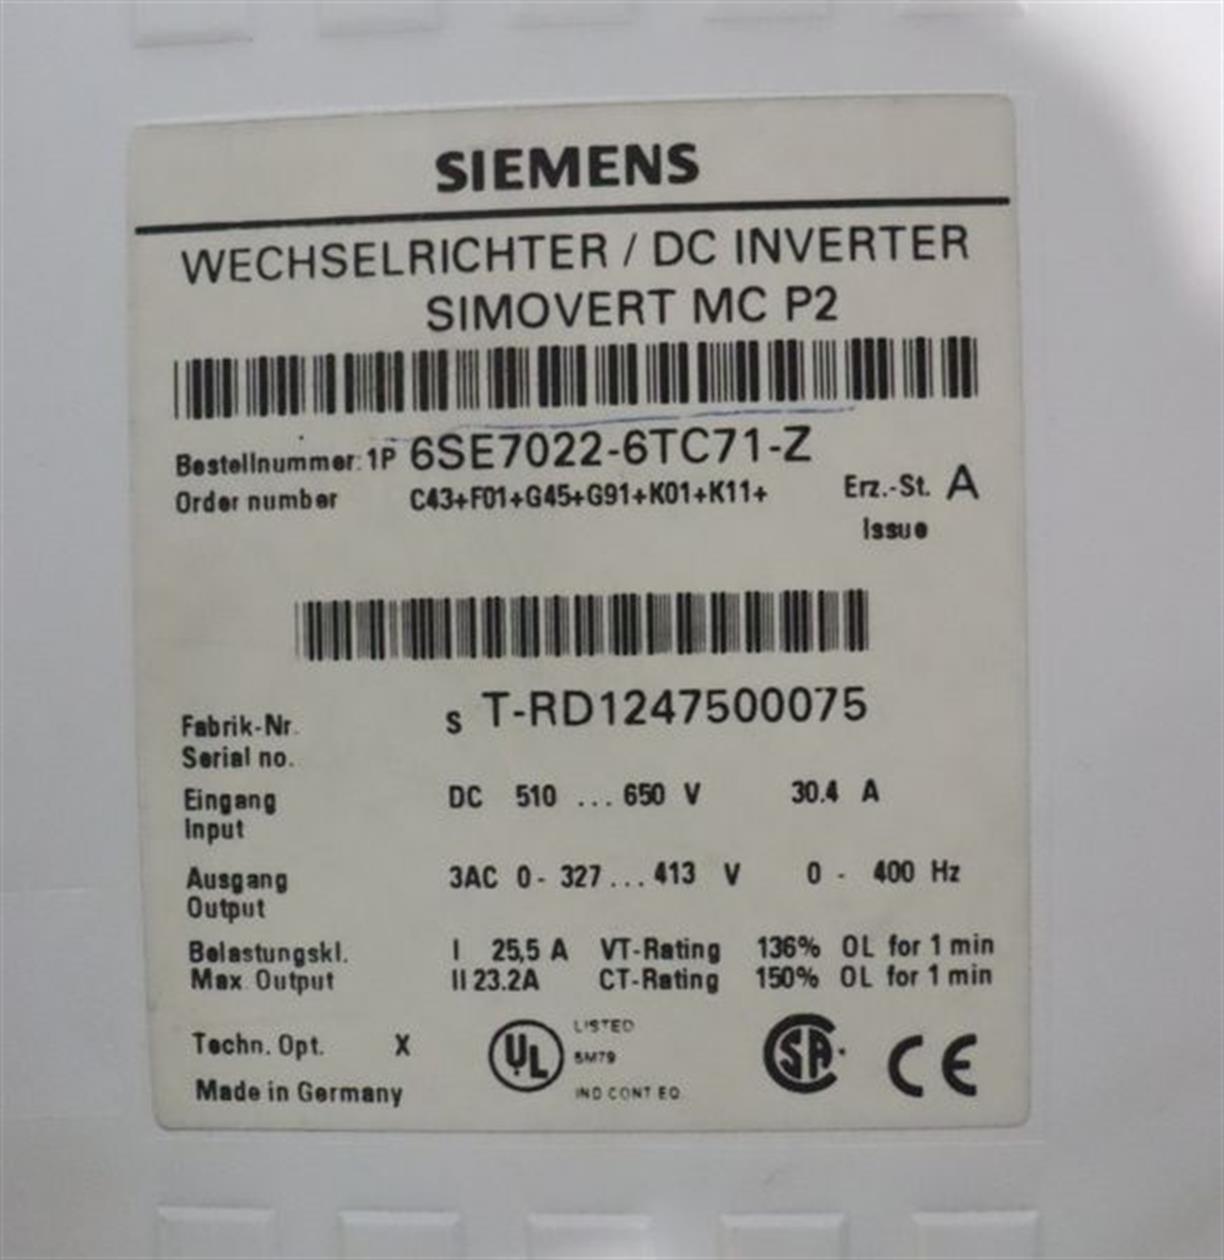 SIEMENS
WECHSELRICHTER / DC INVERTER
SIMOVERT MC P2
Bestellnummer: 1P 6SE7022-6TC71-Z
Order number C43+F01+G45+G91+K01+K11+ Erz.-St. A
Issue
Fabrik-Nr. S T-RD1247500075
Serial no.
Eingang DC 510 ... 650 V 30.4 A
Input
Ausgang 3AC 0 - 327 ... 413 V 0 - 400 Hz
Output
Belastungskl. I 25,5 A VT-Rating 136% OL for 1 min
Max. Output II 23.2A CT-Rating 150% OL for 1 min
Techn. Opt. X
Made in Germany
UL LISTED
5M79
IND CONT EQ
SA
CE